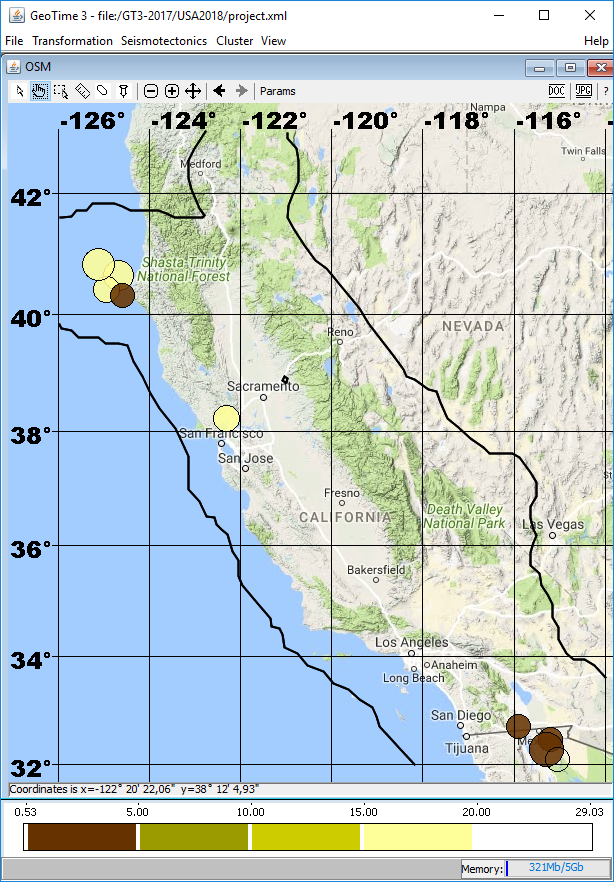 GeoTime 3 - file:/GT3-2017/USA2018/project.xml
File Transformation Seismotectonics Cluster View Help
OSM
Params DOC JPG ?
Nampa
-126° -124° -122° -120° -118° -116°
Medford
Twin Falls
42°
Shasta-Trinity
National Forest
40°
Reno
NEVADA
Sacramento
38°
San Francisco
San Jose
Fresno
CALIFORNIA
Death Valley
National Park
Las Vegas
36°
Bakersfield
34°
Los Angeles
Anaheim
Long Beach
San Diego
Tijuana
Me
32°
Coordinates is x=-122° 20' 22,06" y=38° 12' 4,93"
0.53 5.00 10.00 15.00 20.00 29.03
Memory: 321Mb/5Gb